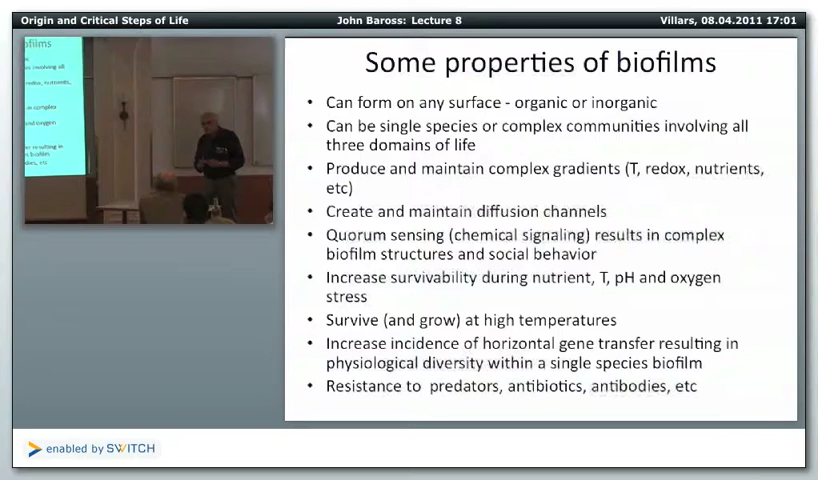 Origin and Critical Steps of Life
John Baross: Lecture 8
Villars, 08.04.2011 17:01
Some properties of biofilms
• Can form on any surface - organic or inorganic
• Can be single species or complex communities involving all
three domains of life
• Produce and maintain complex gradients (T, redox, nutrients,
etc)
• Create and maintain diffusion channels
• Quorum sensing (chemical signaling) results in complex
biofilm structures and social behavior
• Increase survivability during nutrient, T, pH and oxygen
stress
• Survive (and grow) at high temperatures
• Increase incidence of horizontal gene transfer resulting in
physiological diversity within a single species biofilm
• Resistance to predators, antibiotics, antibodies, etc
enabled by SWITCH